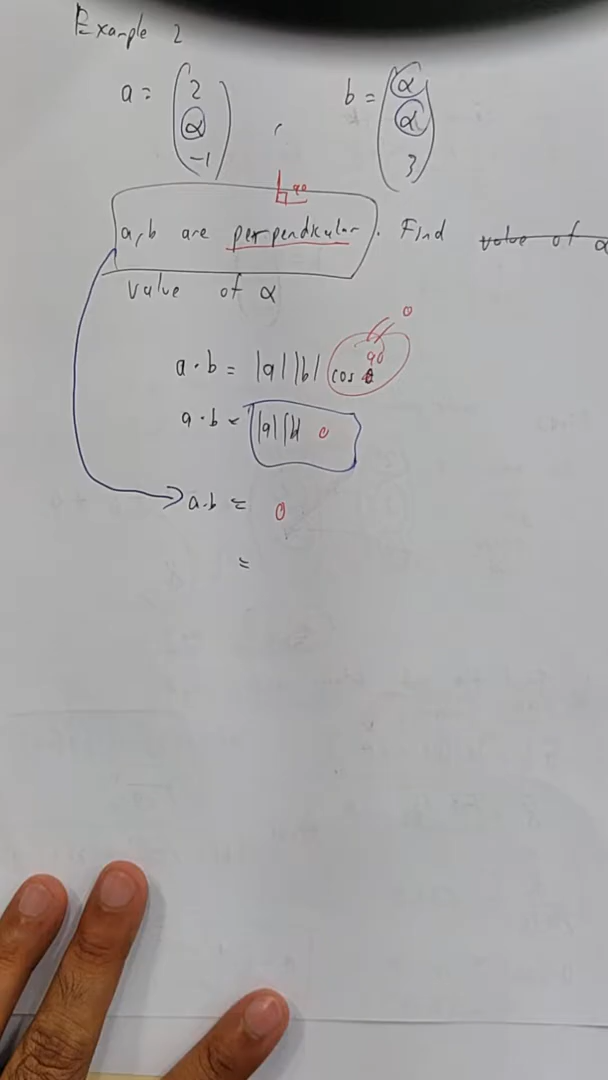 Example 2
a = (2 α -1) , b = (α α 3)
90
a,b are perpendicular. Find value of α
value of α
0
a · b = |a| |b| cos 90
a · b = |a| |b| 0
a.b = 0
=